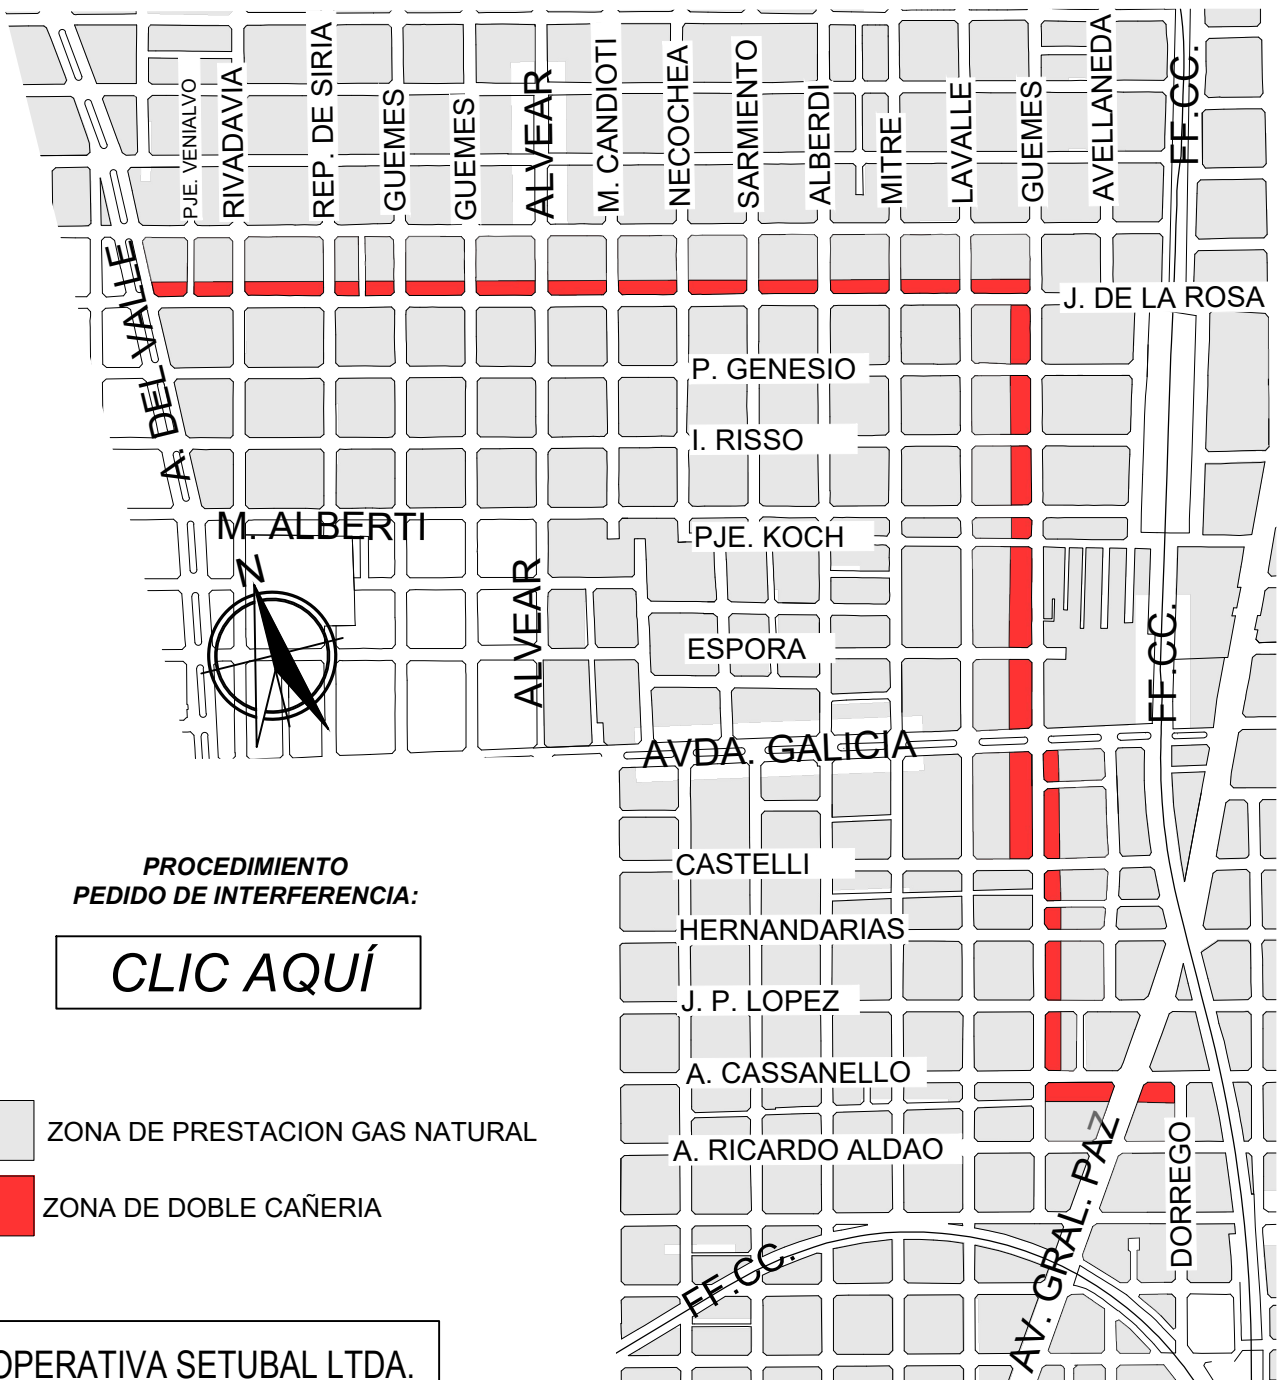 PJE. VENIALVO
RIVADAVIA
REP. DE SIRIA
GUEMES
GUEMES
ALVEAR
M. CANDIOTI
NECOCHEA
SARMIENTO
ALBERDI
MITRE
LAVALLE
GUEMES
AVELLANEDA
FF.CC.
A. DEL VALLE
J. DE LA ROSA
P. GENESIO
I. RISSO
M. ALBERTI
PJE. KOCH
N
ALVEAR
ESPORA
FF.CC.
AVDA. GALICIA
CASTELLI
PROCEDIMIENTO
PEDIDO DE INTERFERENCIA:
HERNANDARIAS
CLIC AQUÍ
J. P. LOPEZ
A. CASSANELLO
ZONA DE PRESTACION GAS NATURAL
A. RICARDO ALDAO
ZONA DE DOBLE CAÑERIA
DORREGO
AV. GRAL. PAZ
FF.CC.
OPERATIVA SETUBAL LTDA.